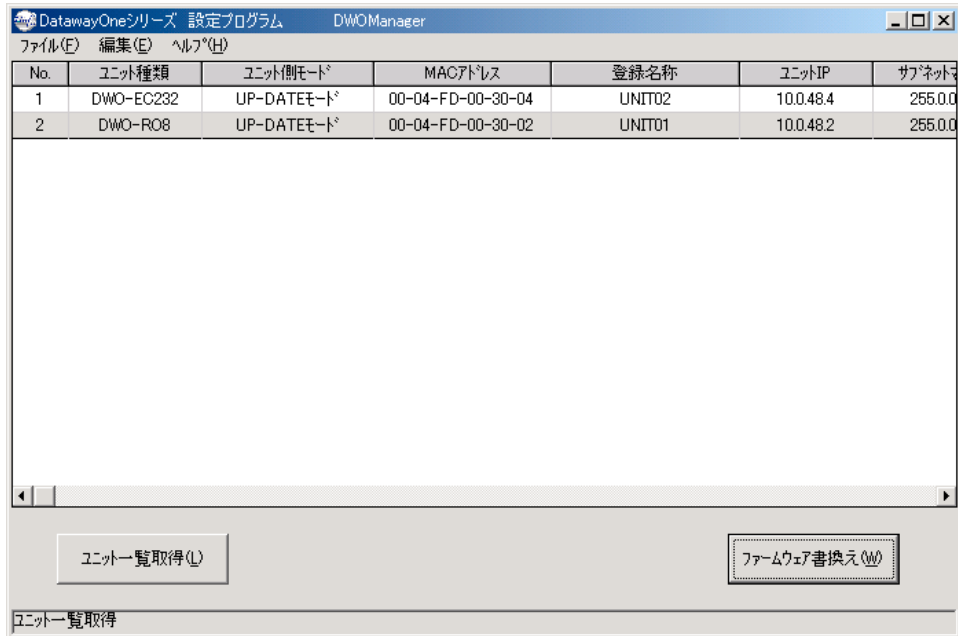 DatawayOneシリーズ 設定プログラム DWOManager
ファイル(F) 編集(E) ヘルプ(H)
No. ユニット種類 ユニット側モード MACアドレス 登録名称 ユニットIP サブネットマ
1 DWO-EC232 UP-DATEモード 00-04-FD-00-30-04 UNIT02 10.0.48.4 255.0.0
2 DWO-RO8 UP-DATEモード 00-04-FD-00-30-02 UNIT01 10.0.48.2 255.0.0
ユニット一覧取得(L) ファームウェア書換え(W)
ユニット一覧取得